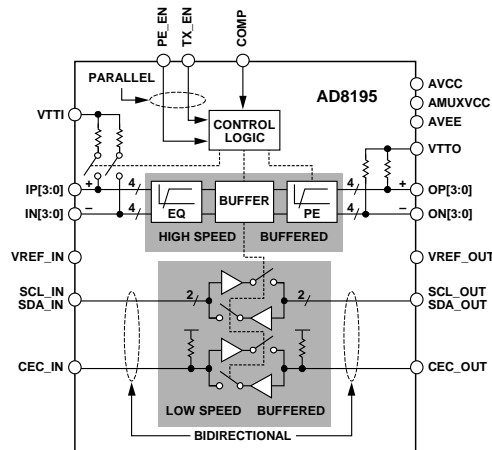 PE_EN
TX_EN
COMP
PARALLEL
AD8195
AVCC
AMUXVCC
AVEE
VTTI
CONTROL
LOGIC
VTTO
IP[3:0]
+
4
4
+
OP[3:0]
EQ
BUFFER
PE
IN[3:0]
−
4
4
−
ON[3:0]
HIGH SPEED
BUFFERED
VREF_IN
VREF_OUT
SCL_IN
SDA_IN
2
2
SCL_OUT
SDA_OUT
CEC_IN
CEC_OUT
LOW SPEED
BUFFERED
BIDIRECTIONAL